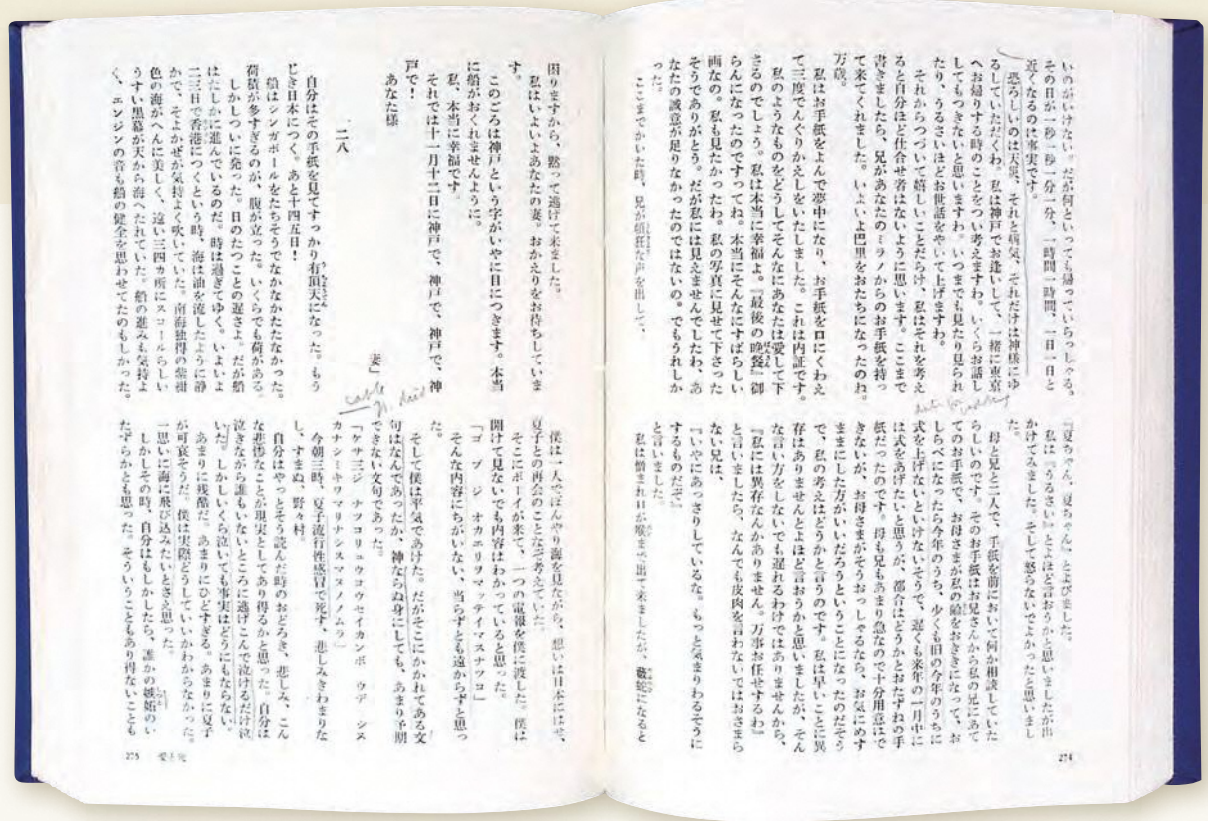 いのがいけない。だが何といっても帰っていらっしゃる。
その日が一秒一秒一分一分、一時間一時間、一日一日と
近くなるのは事実です。
恐ろしいのは天災、それと病気、それだけは神様にゆ
るしていただくわ。私は神戸でお逢いして、一緒に東京
へお帰りする時のことをつい考えますわ。いくらお話し
してもつきないと思いますわ。いつまでも見たり見られ
たり、うるさいほどお世話をやいて上げますわ。
それからつづいて嬉しいことだらけ、私はそれを考え
ると自分ほど仕合せ者はないように思います。ここまで
書きましたら、兄があなたのミラノからのお手紙を持っ
て来てくれました。いよいよ巴里をおたちになったのね。
万歳。
私はお手紙をよんで夢中になり、お手紙を口にくわえ
て三度でんぐりかえしをいたしました。これは内証です。
私のようなものをどうしてそんなにあなたは愛して下
さるのでしょう。私は本当に幸福よ。『最後の晩餐』御
らんになったのですってね。本当にそんなにすばらしい
画なの。私も見たかったわ。私の写真に見せて下さった
そうでありがとう。だが私には見えませんでしたわ、あ
なたの誠意が足りなかったのではないの。でもうれしか
った。
ここまでかいた時、兄が頓狂な声を出して、
date for wedding
『夏ちゃん、夏ちゃん』とよびました。
私は『うるさい』とよほど言おうかと思いましたが出
かけてみました。そして怒らないでよかったと思いまし
た。
母と兄と二人で、手紙を前において何か相談していた
らしいのです。そのお手紙はお兄さんから私の兄にあて
てのお手紙で、お母さまが私の齢をおききになって、お
しらべになったら今年のうち、少くも旧の今年のうちに
式を上げないといけないそうで、遅くも来年の一月中に
は式をあげたいと思うが、都合はどうかとおたずねの手
紙だったのです。母も兄もあまり急なので十分用意はで
きないが、お母さまがそうおっしゃるなら、お気にめす
ままにした方がいいだろうということになったのだそう
で、私の考えはどうかと言うのです。私は早いことに異
存はありませんとよほど言おうかと思いましたが、そん
な言い方をしないでも遅れるわけではありませんから、
『私には異存なんかありません。万事お任せするわ』
と言いましたら、なんでも皮肉を言わないではおさまら
ない兄は、
『いやにあっさりしているな。もっと気まりわるそうに
するものだぞ』
と言いました。
私は憎まれ口が喉まで出て来ましたが、藪蛇になると
274
困りますから、黙って逃げて来ました。
私はいよいよあなたの妻。おかえりをお待ちしていま
す。
このごろは神戸という字がいやに目につきます。本当
に船がおくれませんように。
私、本当に幸福です。
それでは十一月十二日に神戸で、神戸で、神戸で、神
戸で!
あなた様
妻」
二八
自分はその手紙を見てすっかり有頂天になった。もう
じき日本につく。あと十四五日!
船はシンガポールをたちそうでなかなかたたなかった。
荷積が多すぎるのが、腹が立った。いくらでも荷がある。
しかしついに発った。日のたつことの遅さよ。だが船
はたしかに進んでいるのだ。時は過ぎてゆく。いよいよ
二三日で香港につくという時、海は油を流したように静
かで、そよかぜが気持よく吹いていた。南海独得の紫紺
色の海がへんに美しく、遠い三四カ所にスコールらしい
うすい黒幕が天から海へたれていた。船の進みも気持よ
く、エンジンの音も船の健全を思わせてたのもしかった。
cable
N. died
僕は一人でぼんやり海を見ながら、想いは日本にはせ、
夏子との再会のことなぞ考えていた。
そこにボーイが来て、一つの電報を僕に渡した。僕は
開けて見ないでも内容はわかっていると思った。
「ゴ ブ ジ オカエリヲマッテイマスナツコ」
そんな内容にちがいない、当らずとも遠からずと思っ
た。
そして僕は平気であけた。だがそこにかかれてある文
句はなんであったか、神ならぬ身にしても、あまり予期
できない文句であった。
「ケサ三ジ ナツコリュウコウセイカンボ ウデ シス
カナシーキワマリナシスマヌノノムラ」
今朝三時、夏子流行性感冒で死す、悲しみきわまりな
し、すまぬ、野々村。
自分はやっとそう読んだ時のおどろき、悲しみ、こん
な悲惨なことが現実としてあり得るかと思った。自分は
泣きながら誰もいないところに逃げこんで泣けるだけ泣
いた。しかしいくら泣いても事実はどうにもならない。
あまりに残酷だ。あまりにひどすぎる。あまりに夏子
が可哀そうだ。僕は実際どうしていいかわからなかった。
一思いに海に飛び込みたいとさえ思った。
しかしその時、自分はもしかしたら、誰かの嫉妬のい
たずらかとも思った。そういうこともあり得ないことも
275 愛と死